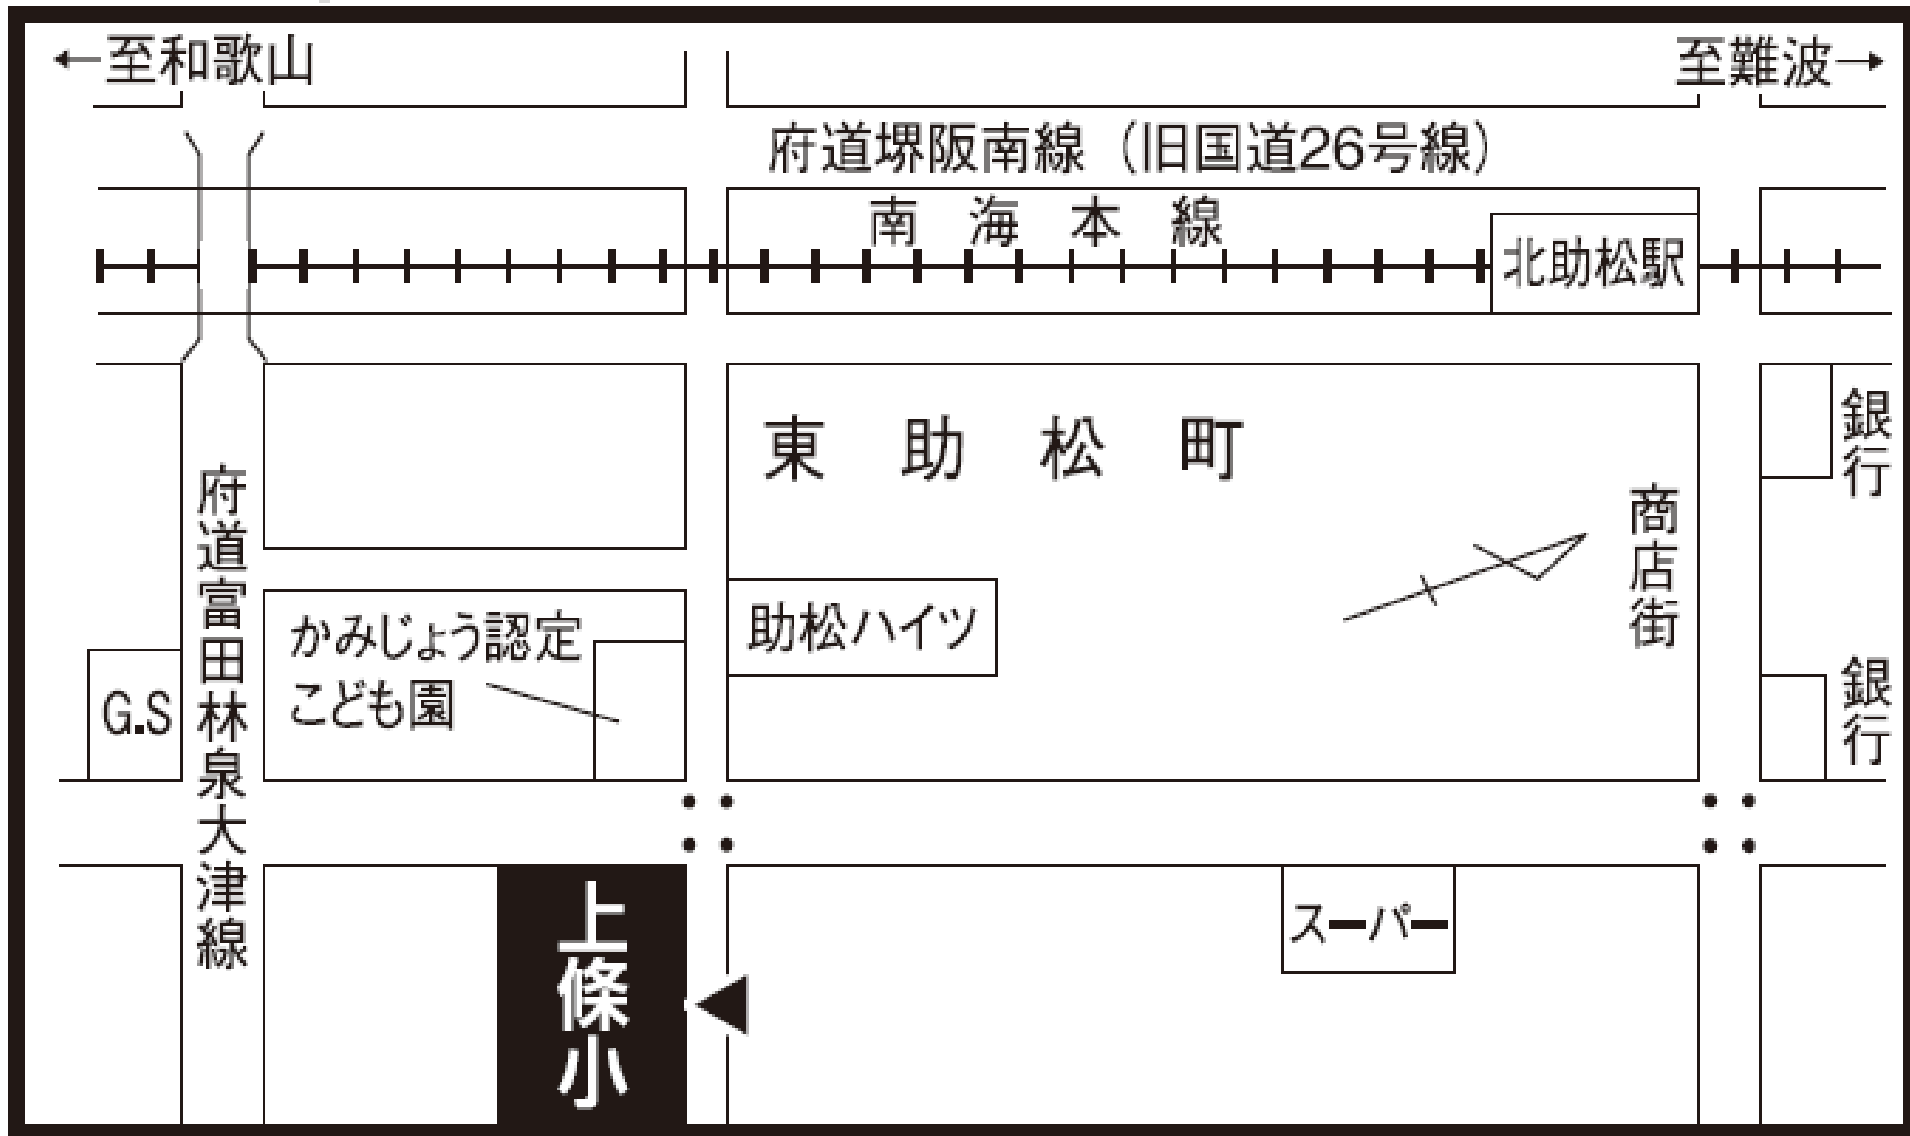 ←至和歌山
至難波→
府道堺阪南線（旧国道26号線）
南海本線
北助松駅
東助松町
銀行
商店街
府道富田林泉大津線
かみじょう認定
こども園
助松ハイツ
G.S
銀行
上條小
スーパー